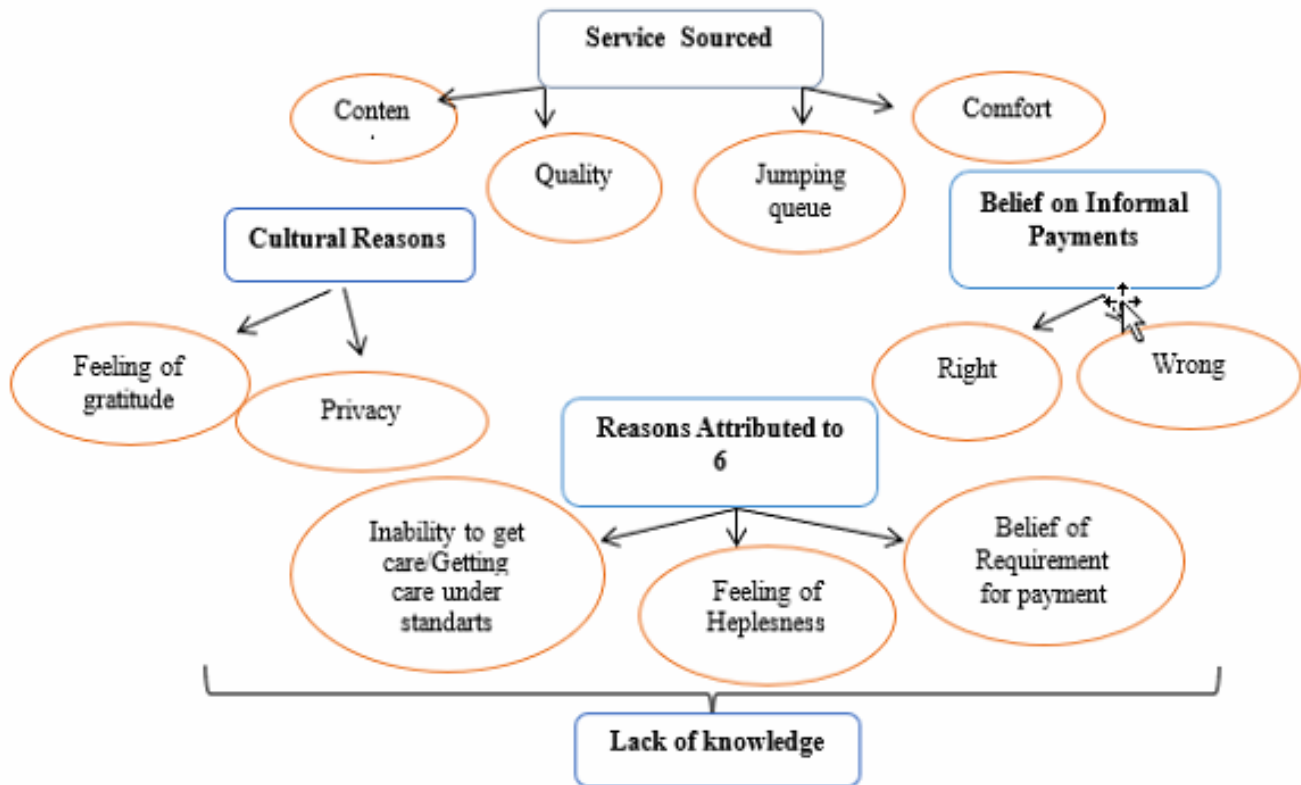 Service Sourced
Conten
.
Quality
Jumping
queue
Comfort
Cultural Reasons
Belief on Informal
Payments
Feeling of
gratitude
Privacy
Right
Wrong
Reasons Attributed to
6
Inability to get
care/Getting
care under
standarts
Feeling of
Heplesness
Belief of
Requirement
for payment
Lack of knowledge